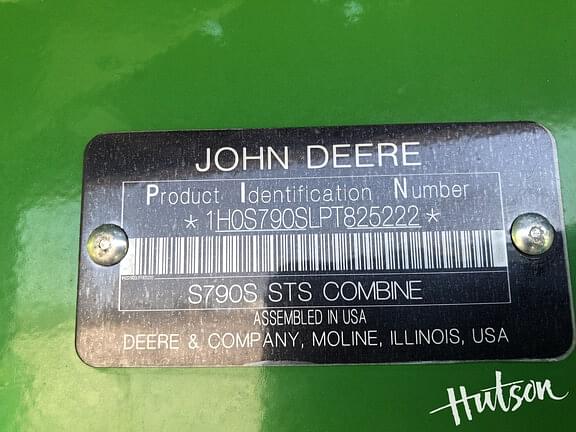 JOHN DEERE
Product Identification Number
*1H0S790SLPT825222*
S790S STS COMBINE
ASSEMBLED IN USA
DEERE & COMPANY, MOLINE, ILLINOIS, USA
Hutson